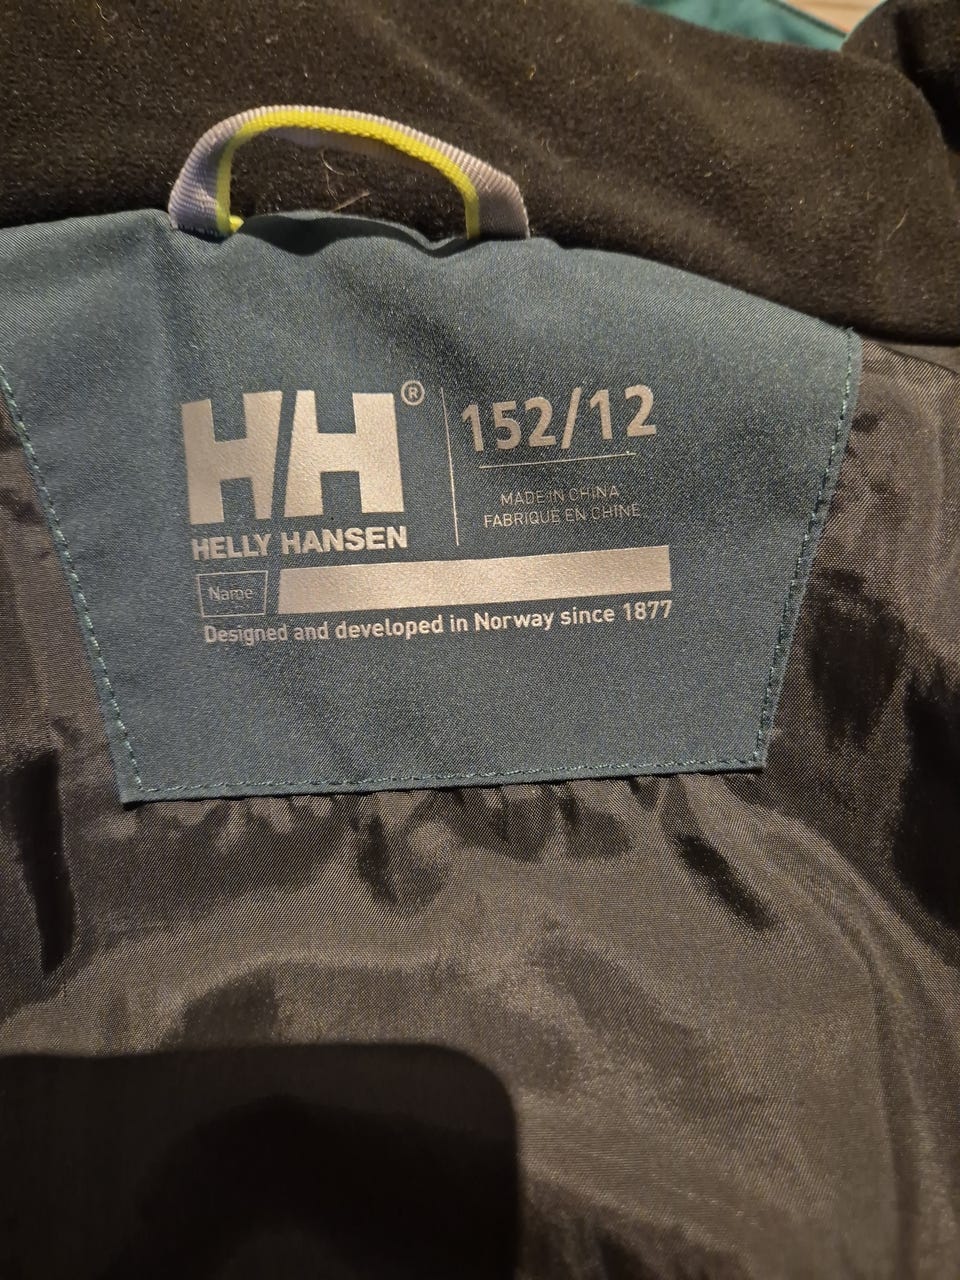 HH®
HELLY HANSEN
152/12
MADE IN CHINA
FABRIQUE EN CHINE
Name
Designed and developed in Norway since 1877